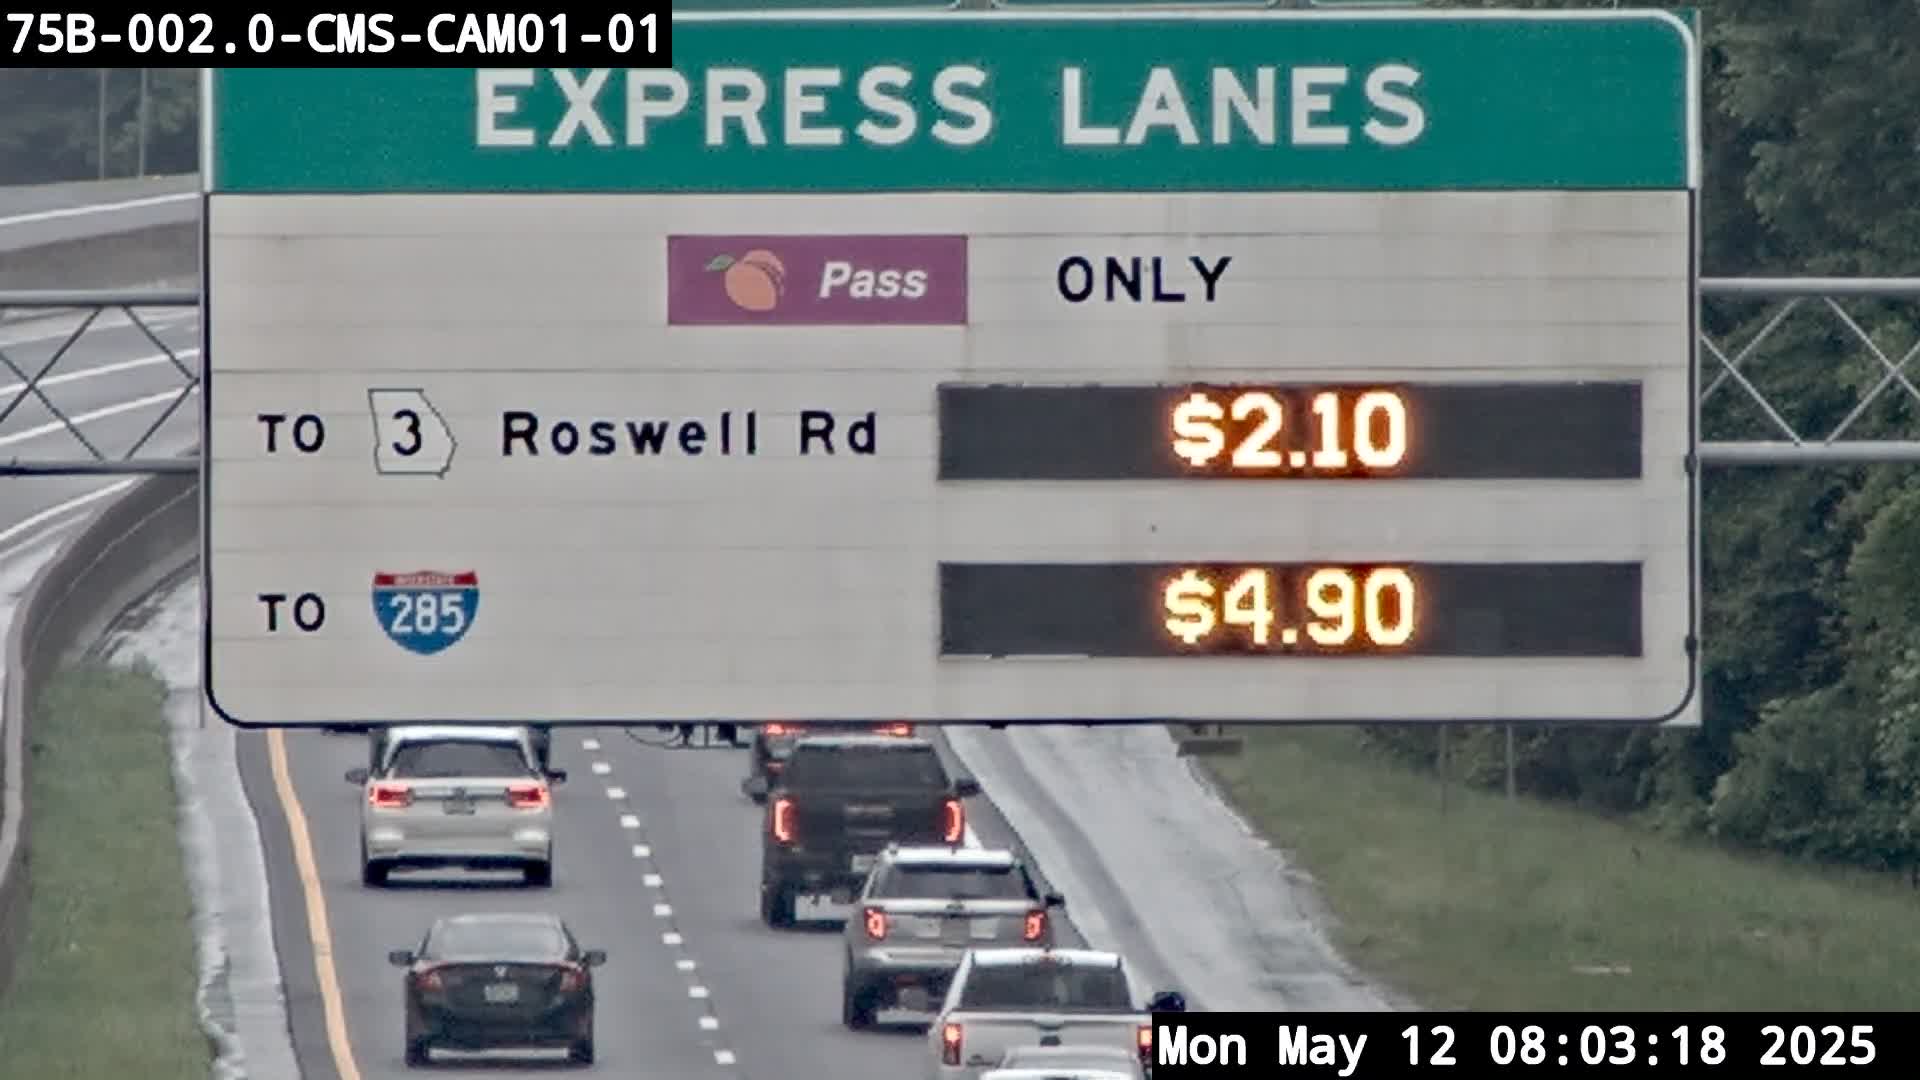 75B-002.0-CMS-CAM01-01
EXPRESS LANES
Pass ONLY
TO 3 Roswell Rd $2.10
INTERSTATE
TO 285 $4.90
Mon May 12 08:03:18 2025